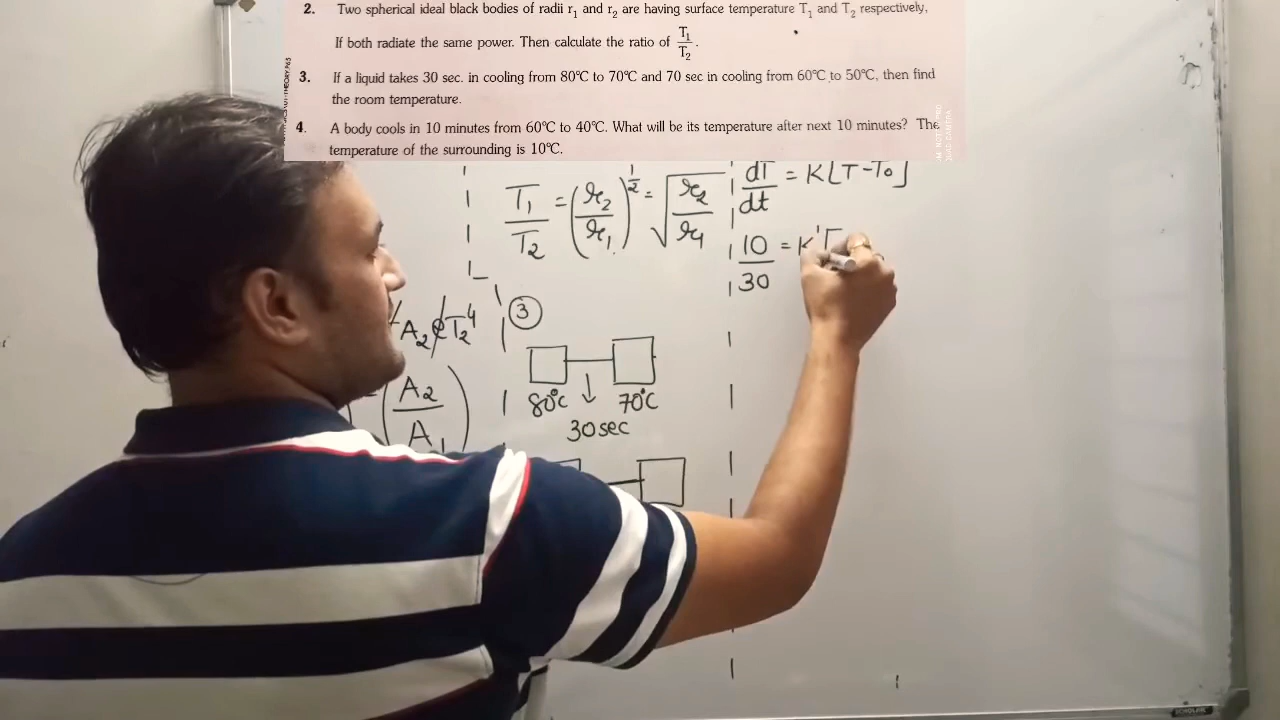 2. Two spherical ideal black bodies of radii r₁ and r₂ are having surface temperature T₁ and T₂ respectively,
If both radiate the same power. Then calculate the ratio of T₁/T₂.
3. If a liquid takes 30 sec. in cooling from 80°C to 70°C and 70 sec in cooling from 60°C to 50°C, then find
the room temperature.
4. A body cools in 10 minutes from 60°C to 40°C. What will be its temperature after next 10 minutes? The
temperature of the surrounding is 10°C.
T₁/T₂ = (r₂/r₁)^1/2 = √(r₂/r₁)
A₂ e T₂⁴
(A₂/A₁)
③
80°C 70°C
30sec
dT/dt = K[T-T₀]
10/30 = K'[